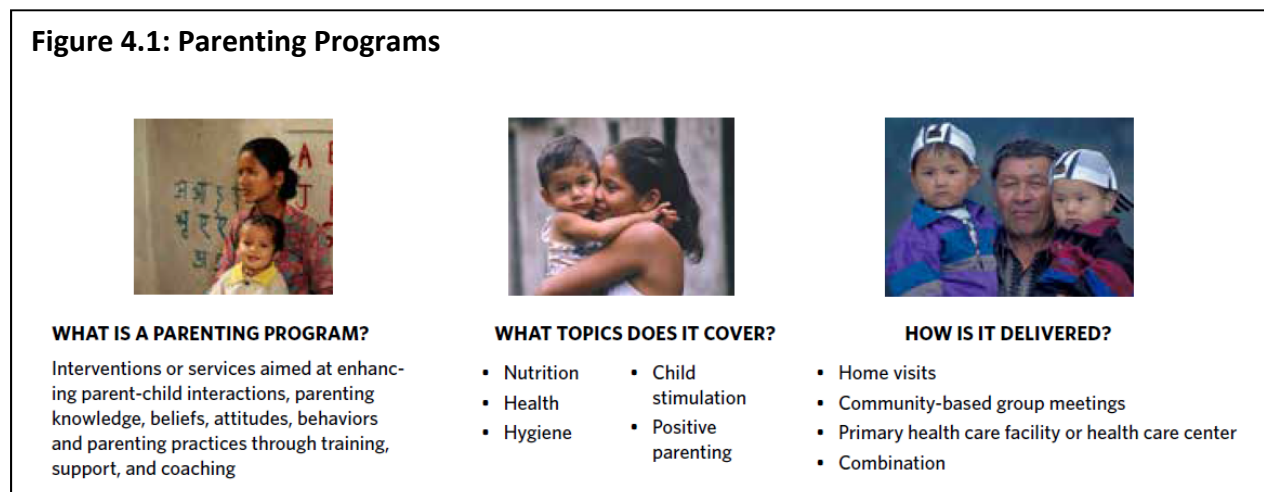 Figure 4.1: Parenting Programs
A
J
अ आ इ ई
WHAT IS A PARENTING PROGRAM?
Interventions or services aimed at enhanc-
ing parent-child interactions, parenting
knowledge, beliefs, attitudes, behaviors
and parenting practices through training,
support, and coaching
WHAT TOPICS DOES IT COVER?
• Nutrition
• Health
• Hygiene
• Child
stimulation
• Positive
parenting
HOW IS IT DELIVERED?
• Home visits
• Community-based group meetings
• Primary health care facility or health care center
• Combination